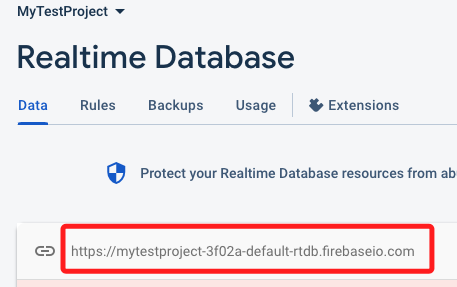 MyTestProject
Realtime Database
Data Rules Backups Usage Extensions
Protect your Realtime Database resources from
https://mytestproject-3f02a-default-rtdb.firebaseio.com